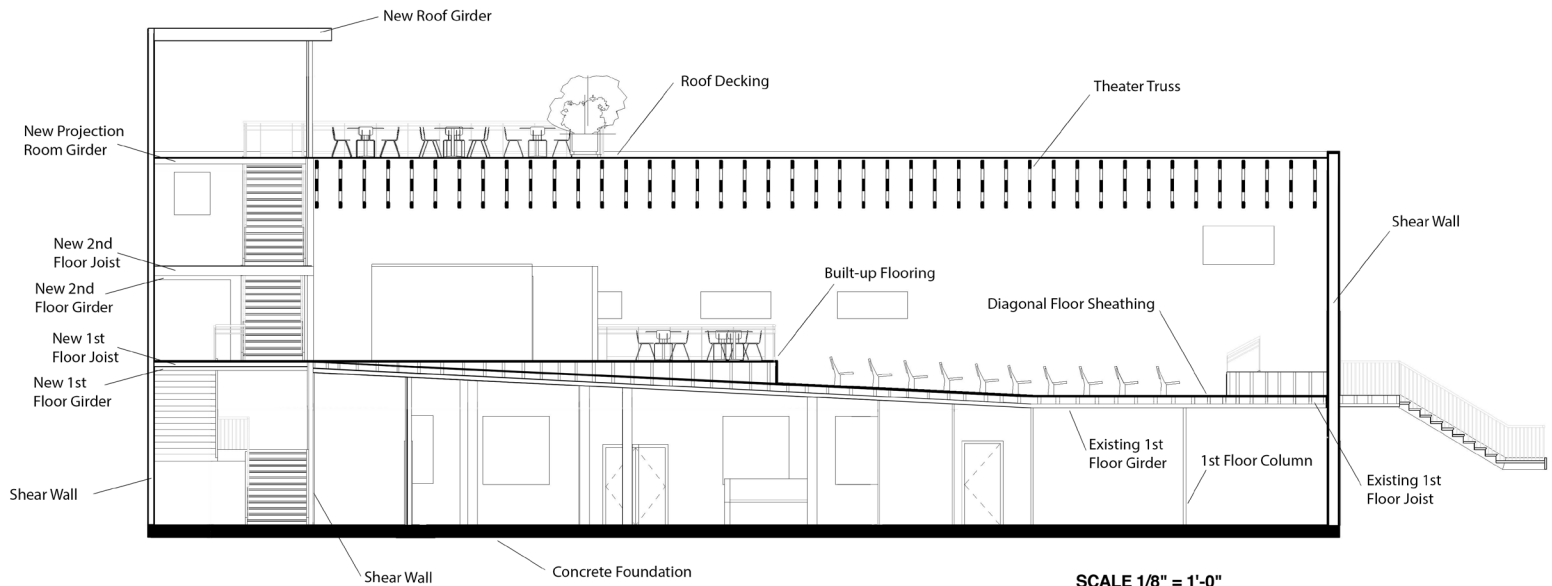 New Roof Girder
Roof Decking
Theater Truss
New Projection
Room Girder
Shear Wall
New 2nd
Floor Joist
Built-up Flooring
New 2nd
Floor Girder
Diagonal Floor Sheathing
New 1st
Floor Joist
New 1st
Floor Girder
Existing 1st
Floor Girder
1st Floor Column
Existing 1st
Floor Joist
Shear Wall
Shear Wall
Concrete Foundation
SCALE 1/8" = 1'-0"